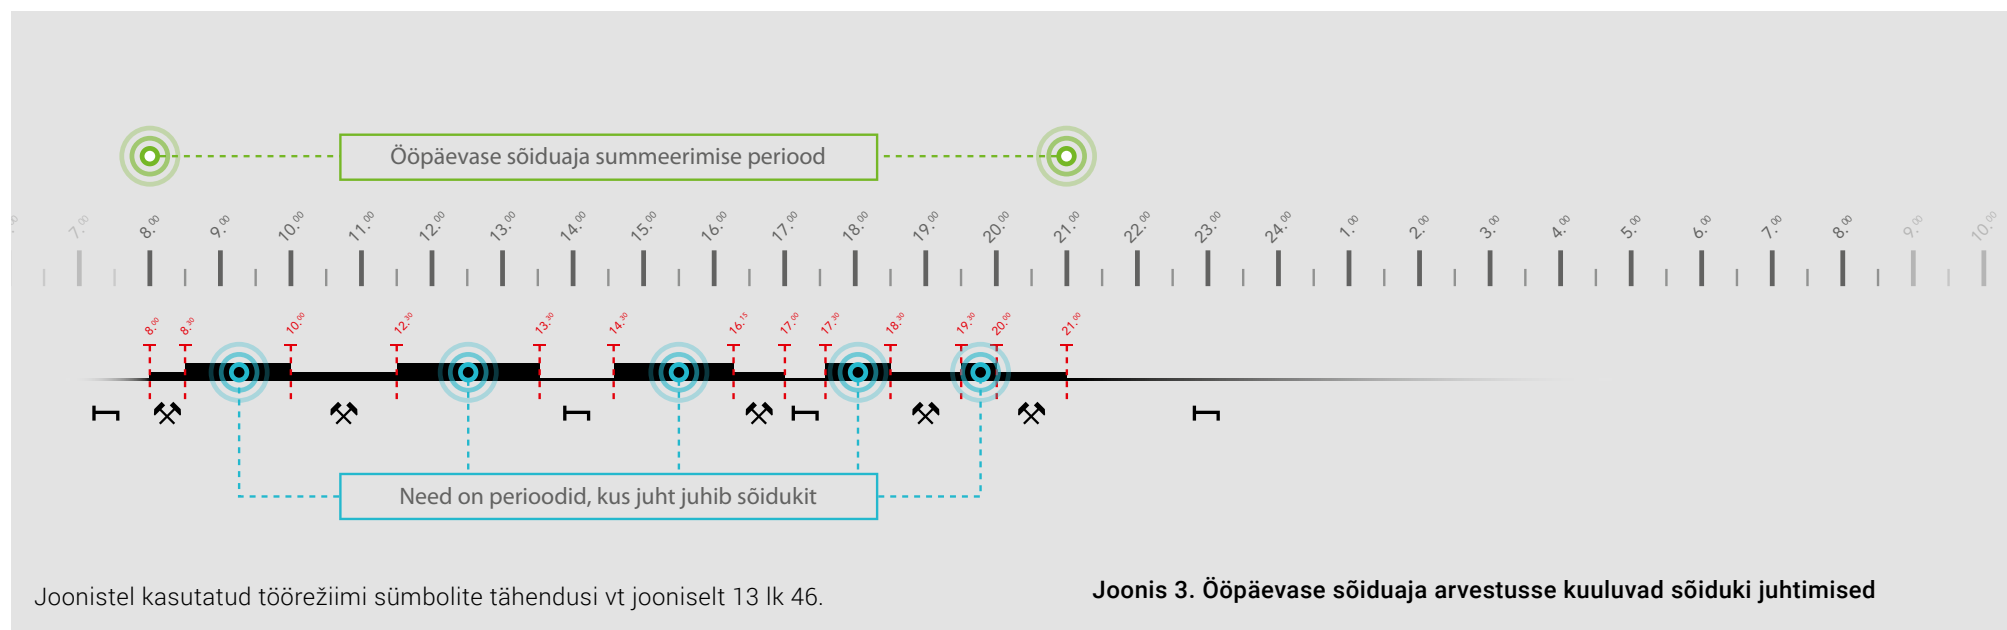 Ööpäevase sõiduaja summeerimise periood
7.00 8.00 9.00 10.00 11.00 12.00 13.00 14.00 15.00 16.00 17.00 18.00 19.00 20.00 21.00 22.00 23.00 24.00 1.00 2.00 3.00 4.00 5.00 6.00 7.00 8.00 9.00 10.00
8.00 8.30 10.00 12.30 13.30 14.30 16.15 17.00 17.30 18.30 19.30 20.00 21.00
Need on perioodid, kus juht juhib sõidukit
Joonistel kasutatud töörežiimi sümbolite tähendusi vt jooniselt 13 lk 46.
Joonis 3. Ööpäevase sõiduaja arvestusse kuuluvad sõiduki juhtimised